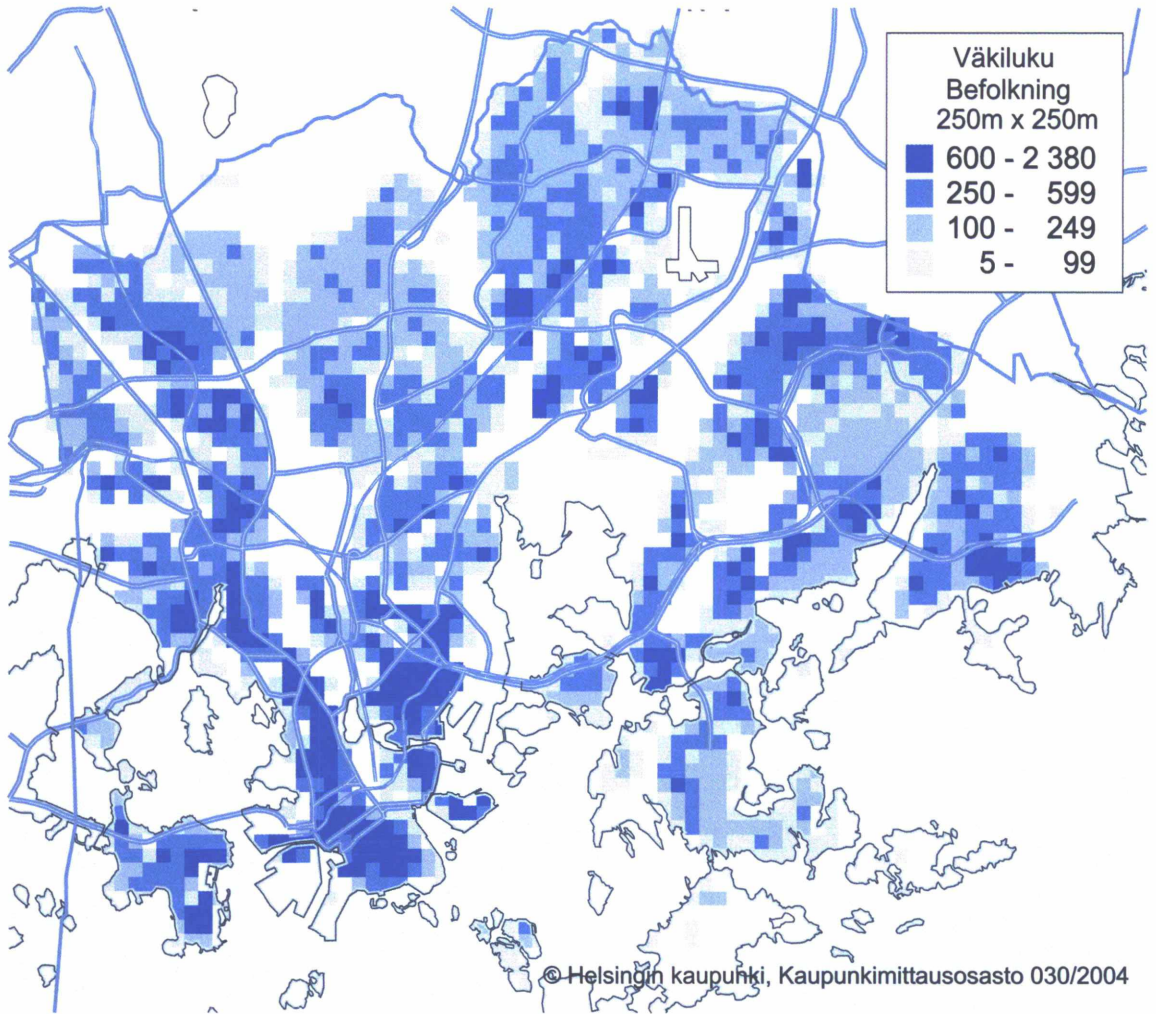 Väkiluku
Befolkning
250m x 250m
600 - 2 380
250 - 599
100 - 249
5 - 99
© Helsingin kaupunki, Kaupunkimittausosasto 030/2004